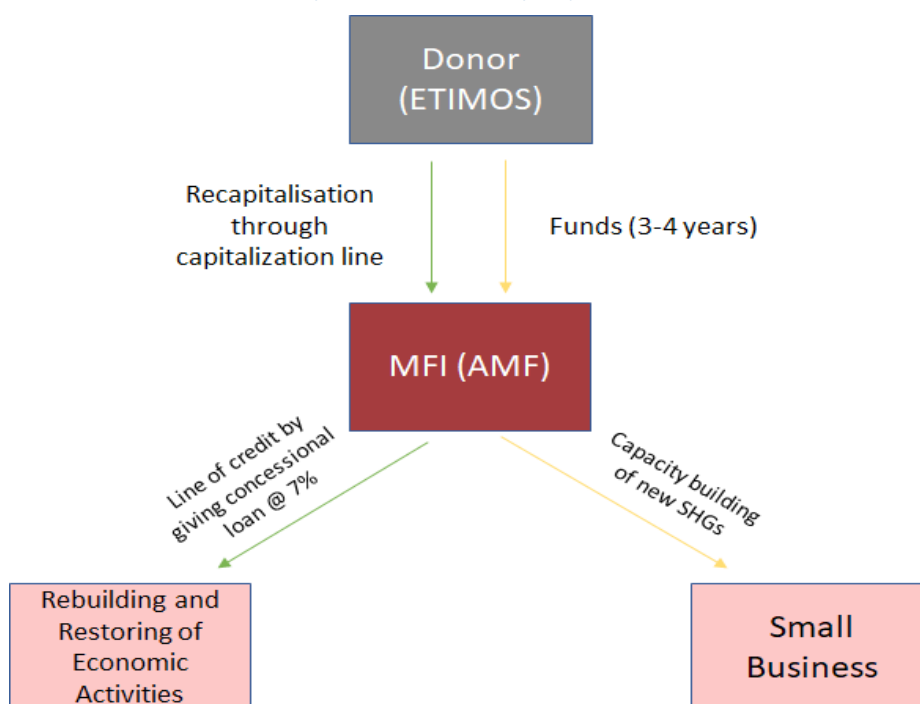 Donor
(ETIMOS)
Recapitalisation
through
capitalization line
Funds (3-4 years)
MFI (AMF)
Line of credit by
giving concessional
loan @ 7%
Capacity building
of new SHGs
Rebuilding and
Restoring of
Economic
Activities
Small
Business